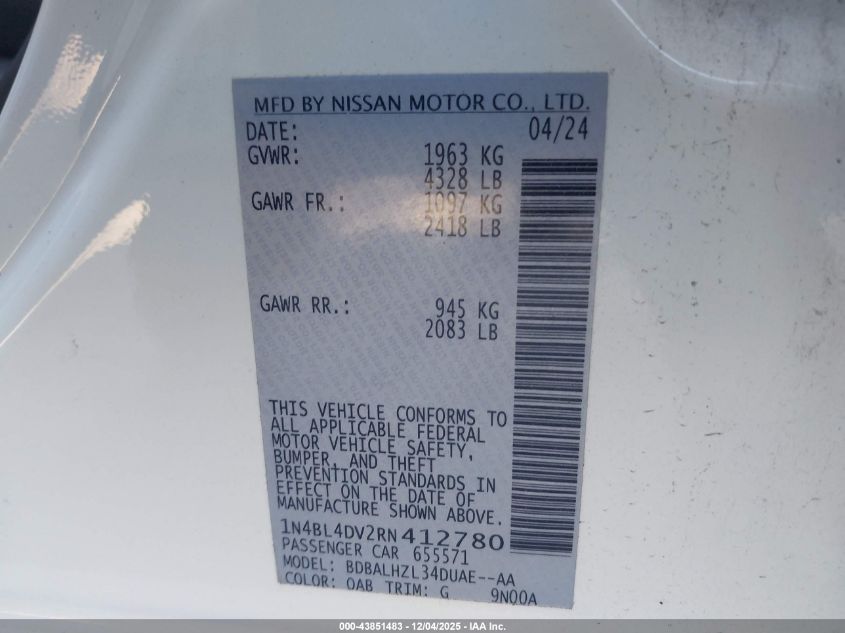 MFD BY NISSAN MOTOR CO., LTD.
DATE: 04/24
GVWR: 1963 KG
4328 LB
GAWR FR.: 1097 KG
2418 LB
GAWR RR.: 945 KG
2083 LB
THIS VEHICLE CONFORMS TO
ALL APPLICABLE FEDERAL
MOTOR VEHICLE SAFETY,
BUMPER, AND THEFT
PREVENTION STANDARDS IN
EFFECT ON THE DATE OF
MANUFACTURE SHOWN ABOVE.
1N4BL4DV2RN412780
PASSENGER CAR 655571
MODEL: BDBALHZL34DUAE--AA
COLOR: QAB TRIM: G 9N00A
000-43851483 - 12/04/2025 - IAA Inc.